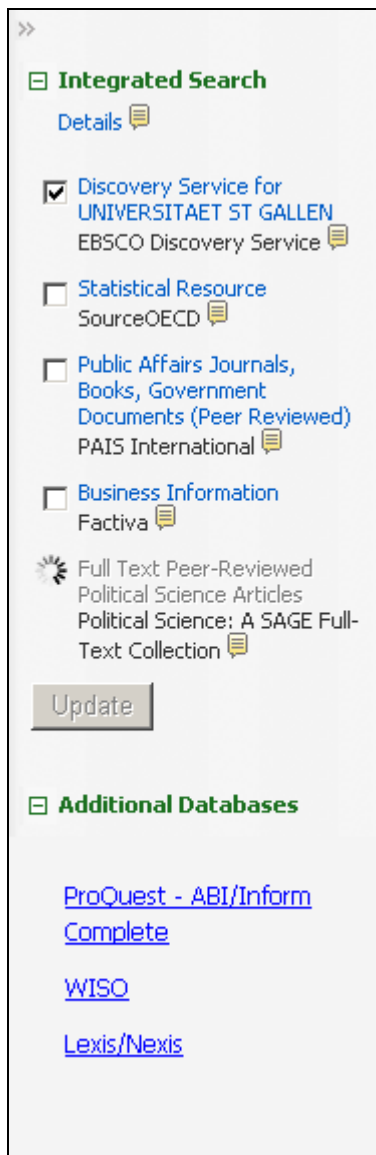 »
Integrated Search
Details
Discovery Service for
UNIVERSITAET ST GALLEN
EBSCO Discovery Service
Statistical Resource
SourceOECD
Public Affairs Journals,
Books, Government
Documents (Peer Reviewed)
PAIS International
Business Information
Factiva
Full Text Peer-Reviewed
Political Science Articles
Political Science: A SAGE Full-
Text Collection
Update
Additional Databases
ProQuest - ABI/Inform
Complete
WISO
Lexis/Nexis